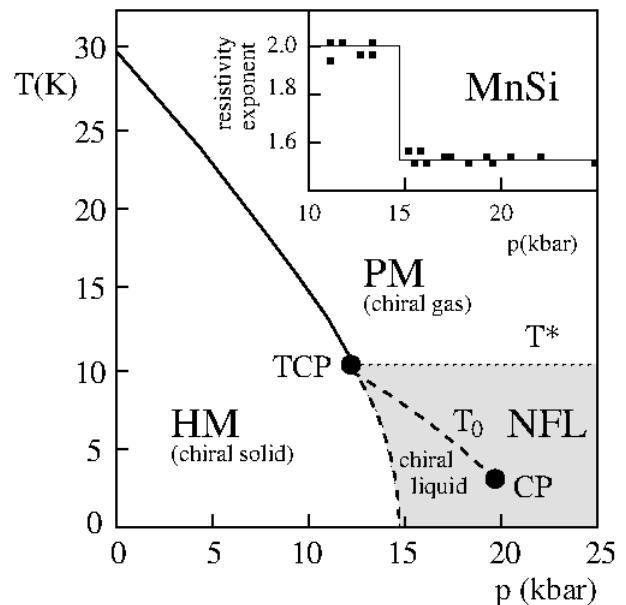 T(K)
30
25
20
15
10
5
0
resistivity
exponent
2.0
1.8
1.6
MnSi
10
15
20
p(kbar)
PM
(chiral gas)
T*
TCP
HM
(chiral solid)
T0
NFL
chiral
liquid
CP
0
5
10
15
20
25
p (kbar)